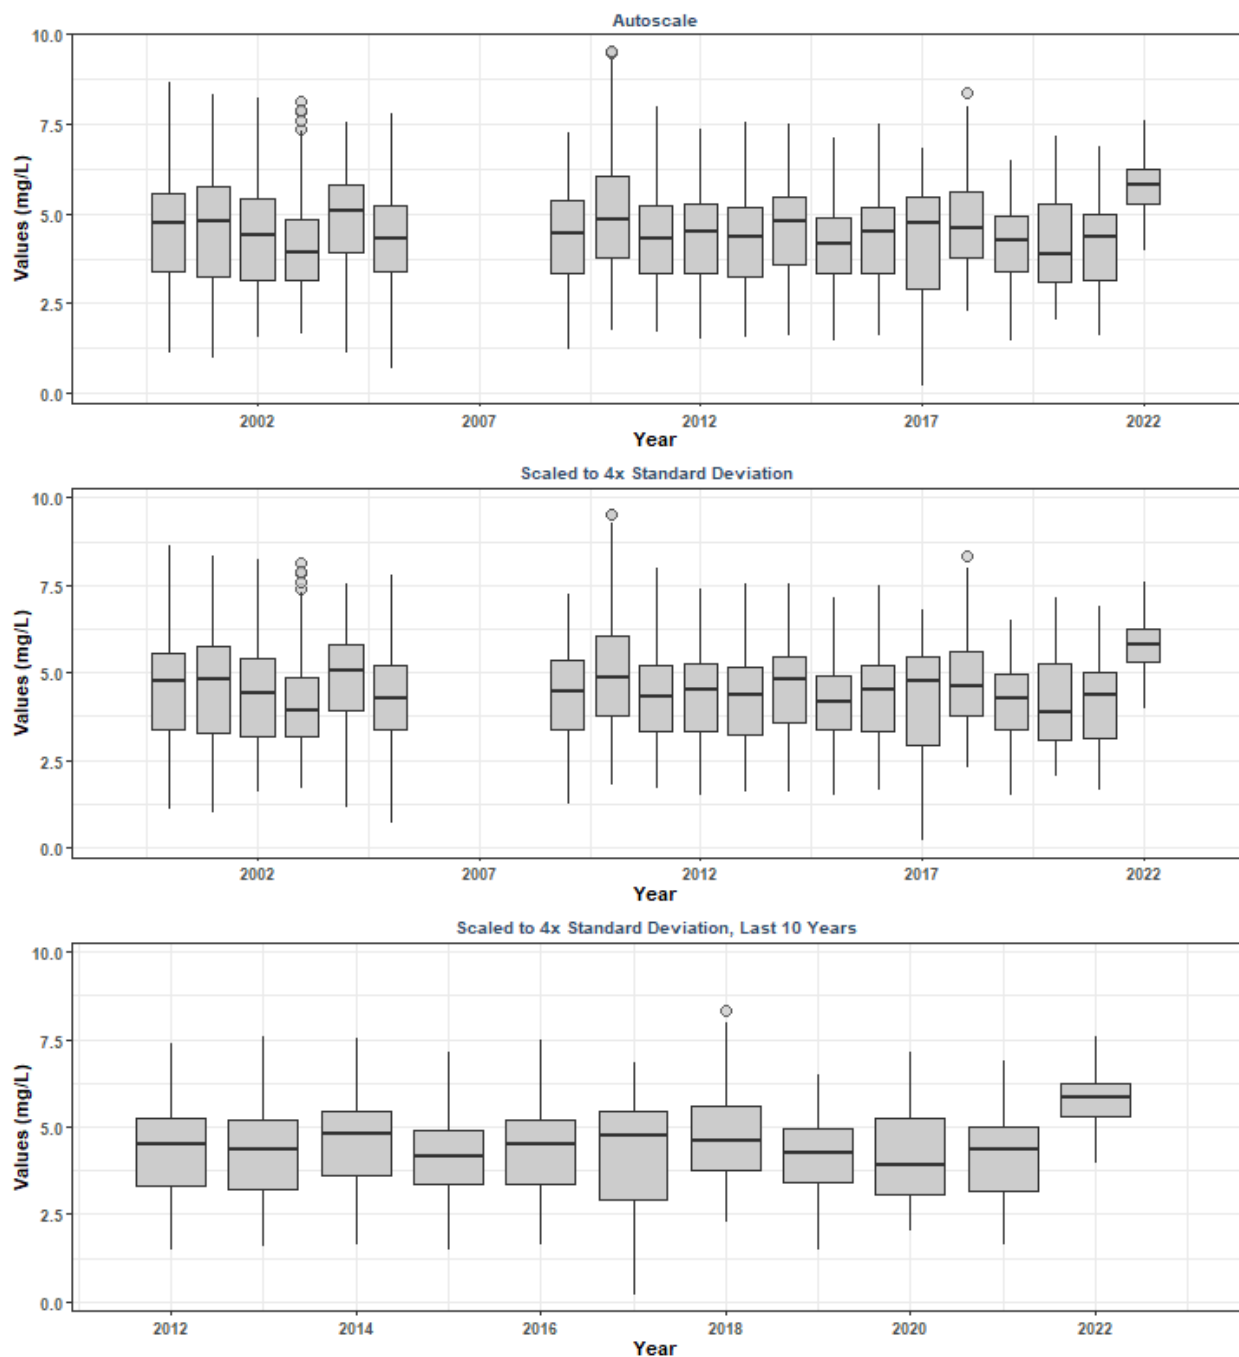 Autoscale
10.0
7.5
5.0
2.5
0.0
Values (mg/L)
2002 2007 2012 2017 2022
Year
Scaled to 4x Standard Deviation
10.0
7.5
5.0
2.5
0.0
Values (mg/L)
2002 2007 2012 2017 2022
Year
Scaled to 4x Standard Deviation, Last 10 Years
10.0
7.5
5.0
2.5
0.0
Values (mg/L)
2012 2014 2016 2018 2020 2022
Year